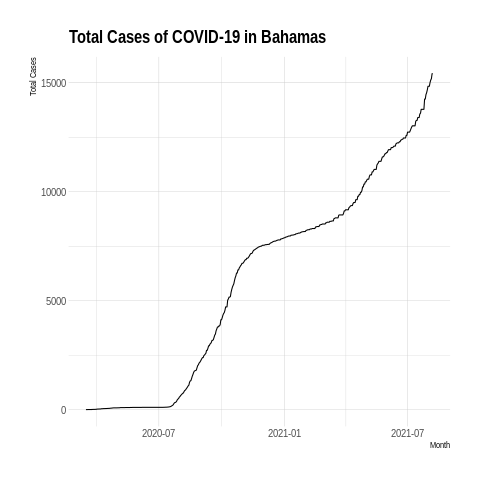 Total Cases of COVID-19 in Bahamas
Total Cases
15000
10000
5000
0
2020-07
2021-01
2021-07
Month